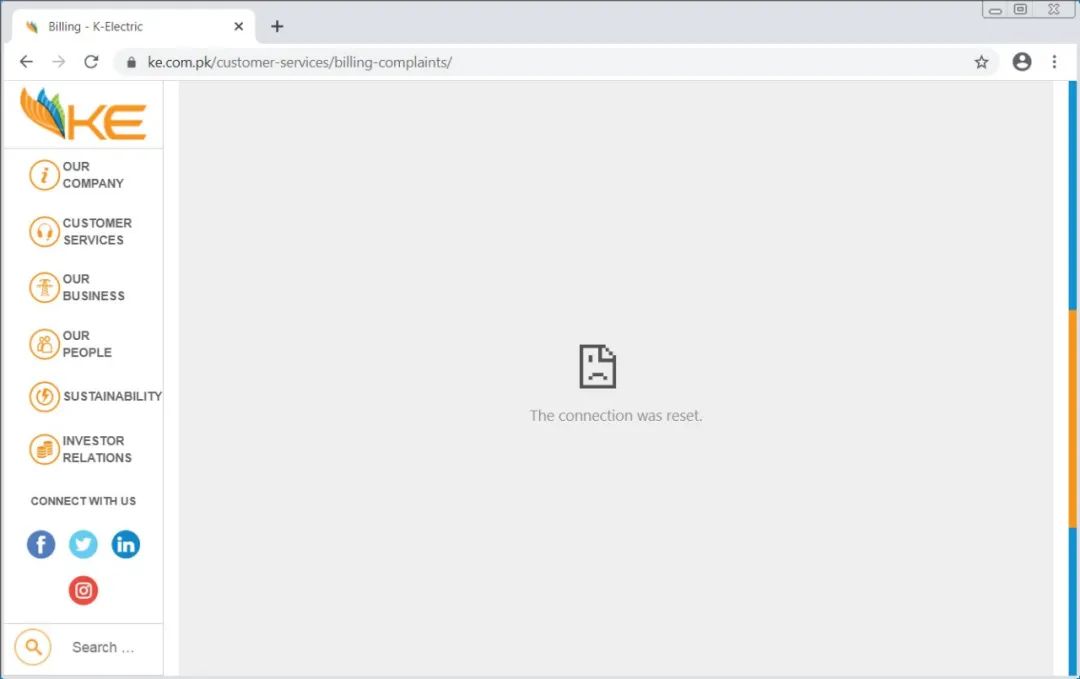 Billing - K-Electric
ke.com.pk/customer-services/billing-complaints/
KE
OUR
COMPANY
CUSTOMER
SERVICES
OUR
BUSINESS
OUR
PEOPLE
SUSTAINABILITY
INVESTOR
RELATIONS
CONNECT WITH US
Search ...
The connection was reset.